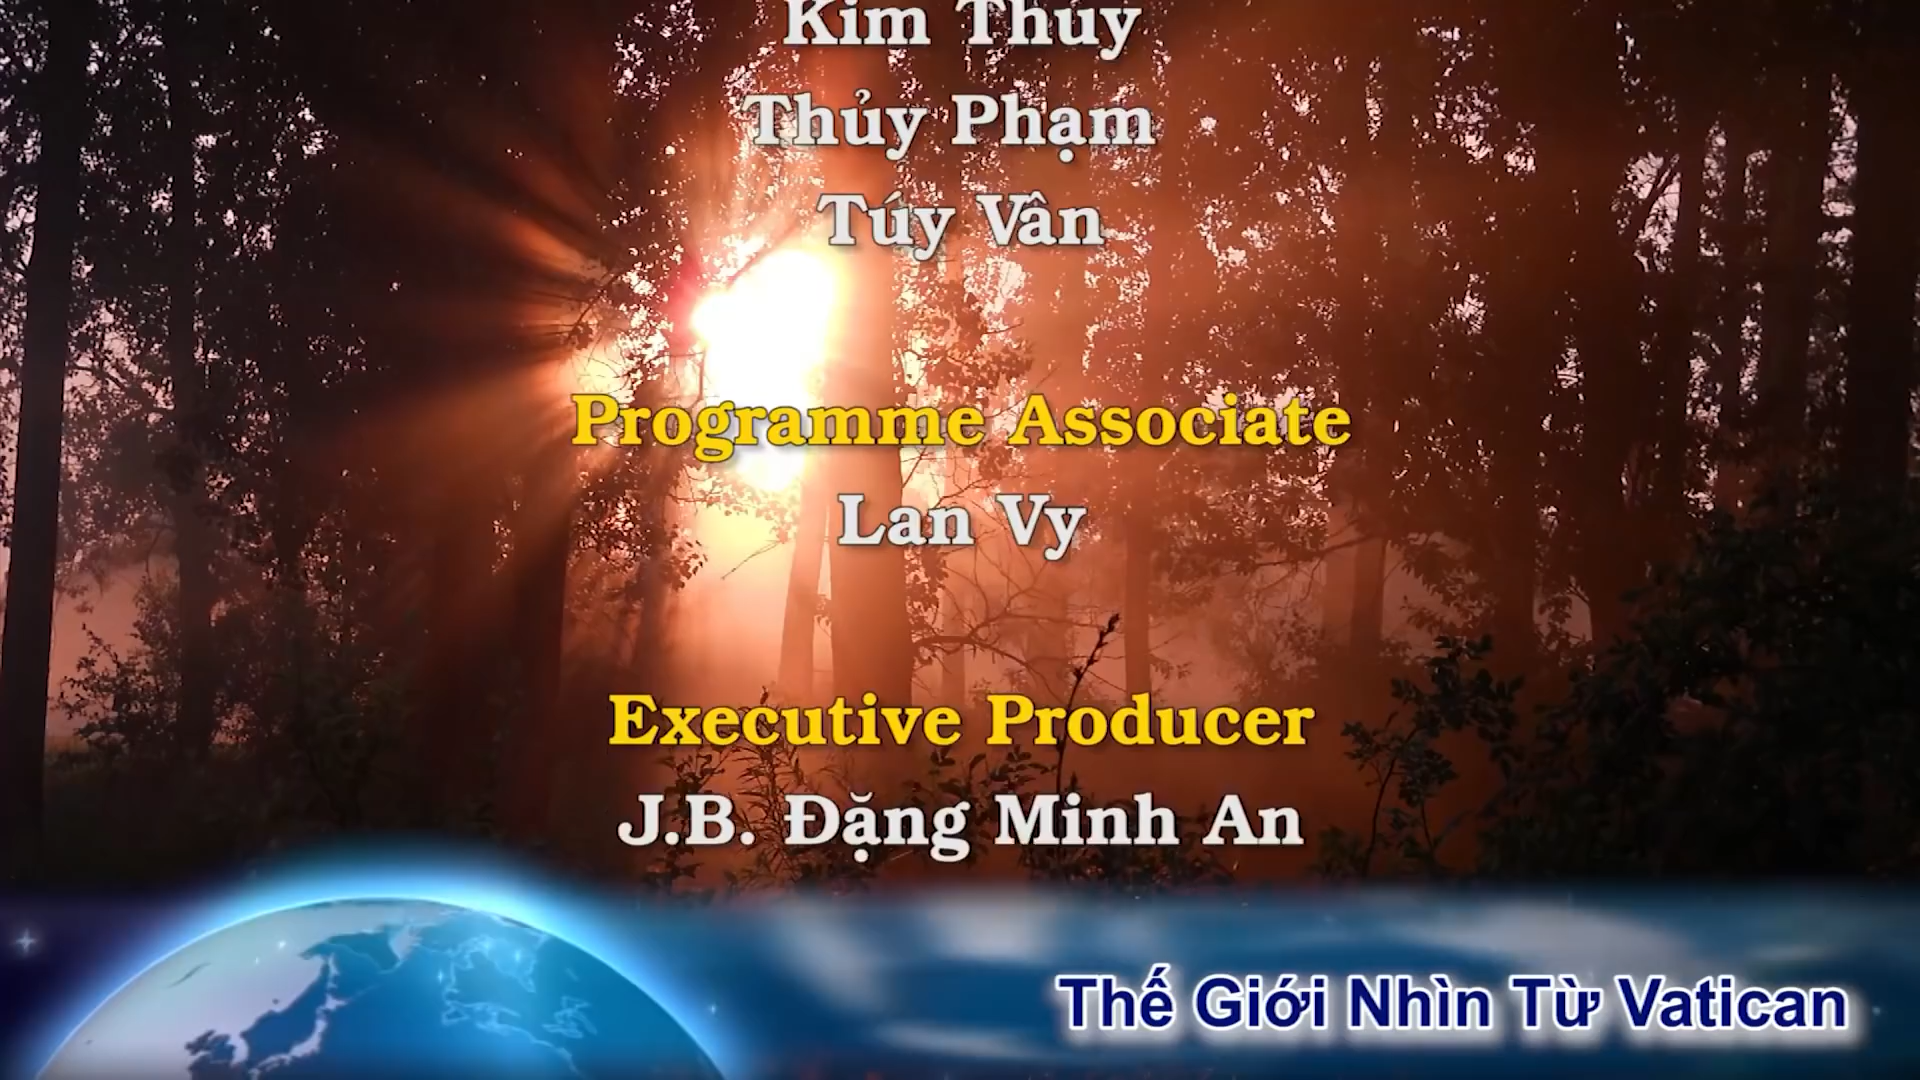 Kim Thúy
Thủy Phạm
Túy Vân
Programme Associate
Lan Vy
Executive Producer
J.B. Đặng Minh An
Thế Giới Nhìn Từ Vatican